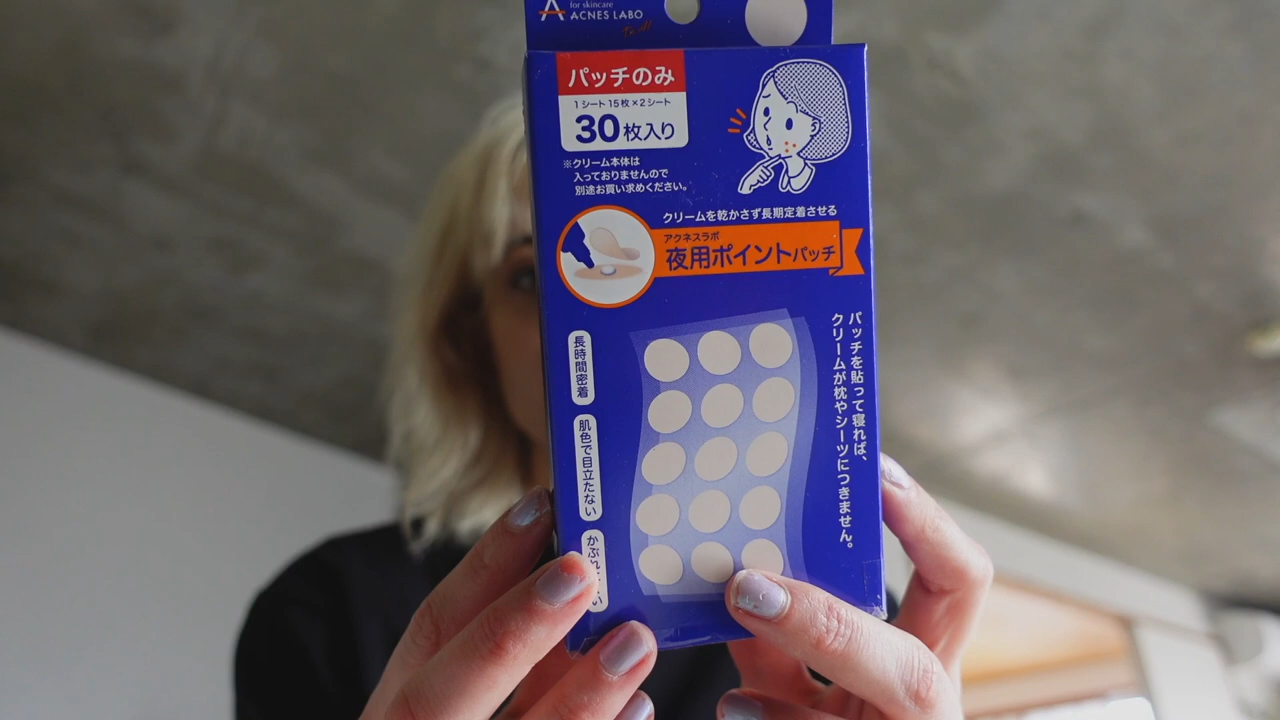 for skincare
ACNES LABO
パッチのみ
1シート15枚×2シート
30枚入り
※クリーム本体は
入っておりませんので
別途お買い求めください。
クリームを乾かさず長期定着させる
アクネスラボ
夜用ポイントパッチ
長時間密着
肌色で目立たない
かぶれ
い
パッチを貼って寝れば、
クリームが枕やシーツにつきません。